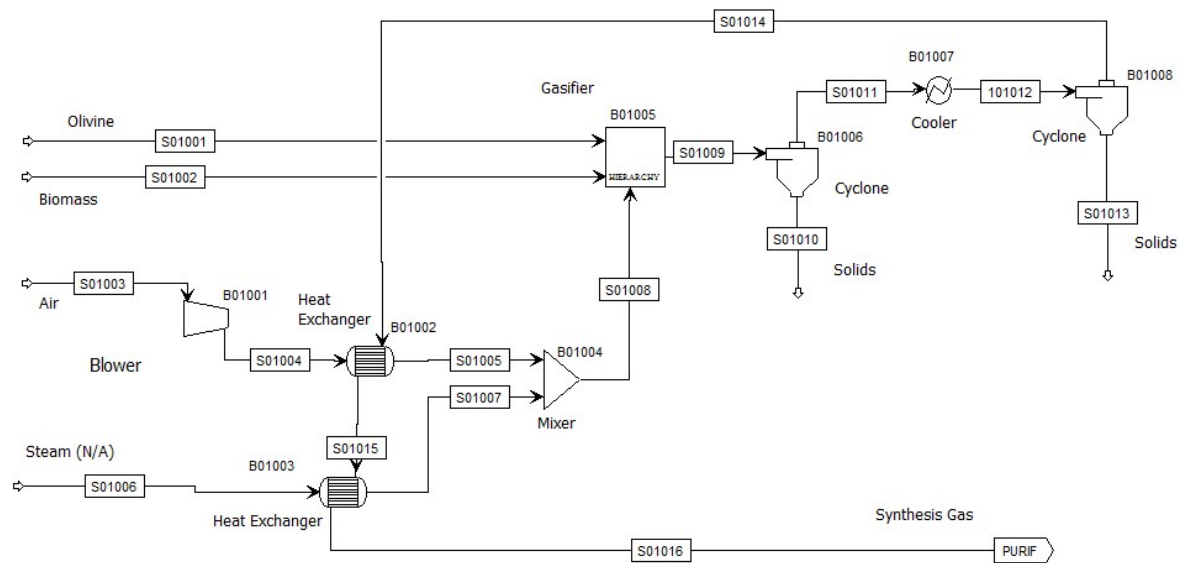 S01014
B01007
B01008
Gasifier
B01005
S01011
101012
Cooler
Olivine
S01001
B01006
Cyclone
S01009
S01002
HIERARCHY
Biomass
Cyclone
S01013
S01010
Solids
Solids
S01003
B01001
Heat
Exchanger
S01008
Air
B01002
B01004
S01004
S01005
Blower
S01007
Mixer
Steam (N/A)
S01015
B01003
S01006
Heat Exchanger
Synthesis Gas
S01016
PURIF